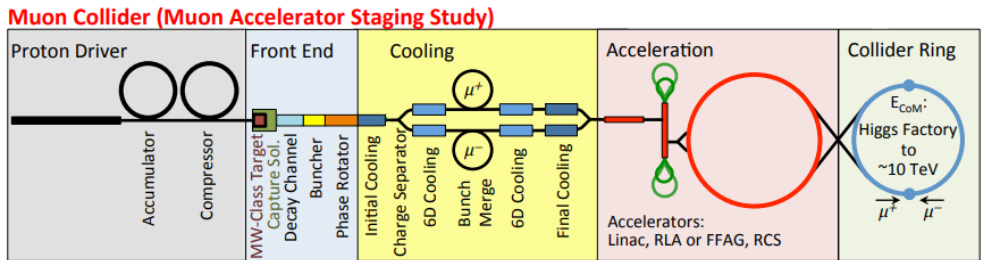 Muon Collider (Muon Accelerator Staging Study)
Proton Driver
Accumulator
Compressor
Front End
MW-Class Target
Capture Sol.
Decay Channel
Buncher
Phase Rotator
Cooling
Initial Cooling
Charge Separator
6D Cooling
μ+
μ−
Bunch
Merge
6D Cooling
Final Cooling
Acceleration
Accelerators:
Linac, RLA or FFAG, RCS
Collider Ring
ECoM:
Higgs Factory
to
~10 TeV
μ+ μ−